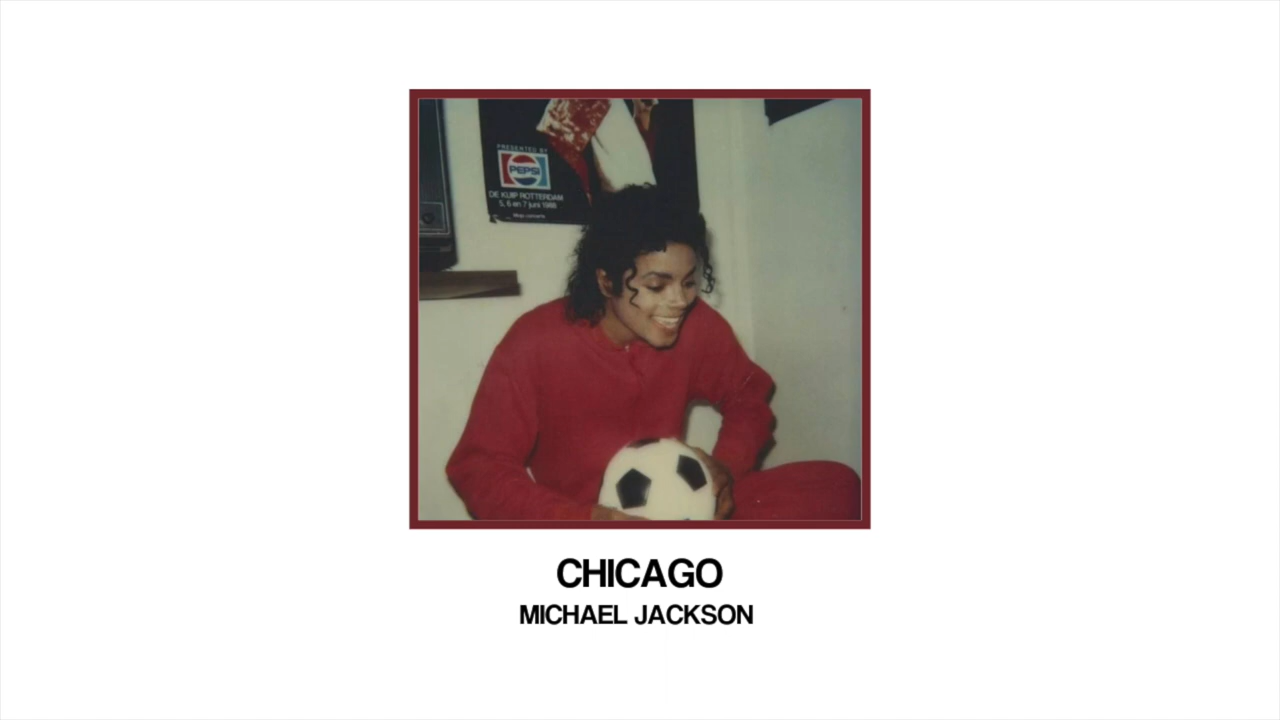 PRESENTED BY
PEPSI
DE KUIP ROTTERDAM
5, 6 en 7 juni 1988
CHICAGO
MICHAEL JACKSON